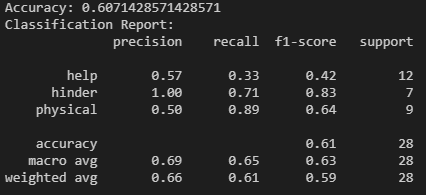 Accuracy: 0.6071428571428571
Classification Report:
precision recall f1-score support
help 0.57 0.33 0.42 12
hinder 1.00 0.71 0.83 7
physical 0.50 0.89 0.64 9
accuracy 0.61 28
macro avg 0.69 0.65 0.63 28
weighted avg 0.66 0.61 0.59 28